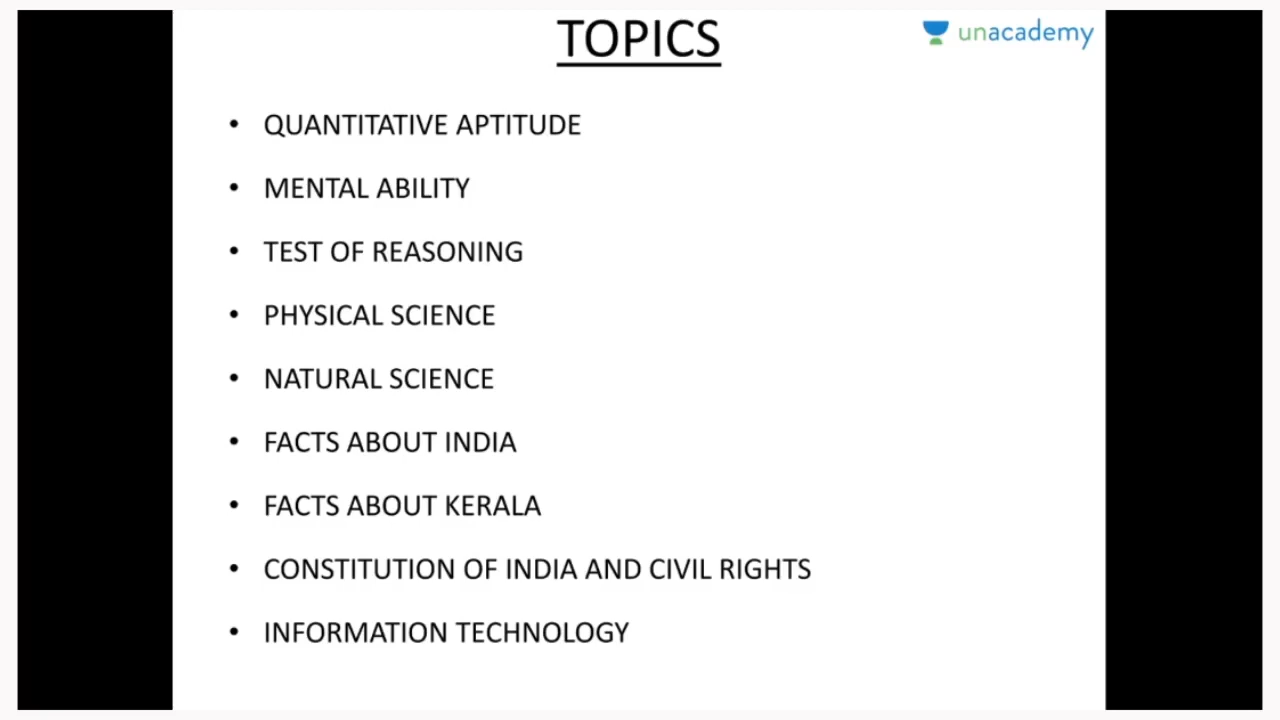 TOPICS
unacademy
• QUANTITATIVE APTITUDE
• MENTAL ABILITY
• TEST OF REASONING
• PHYSICAL SCIENCE
• NATURAL SCIENCE
• FACTS ABOUT INDIA
• FACTS ABOUT KERALA
• CONSTITUTION OF INDIA AND CIVIL RIGHTS
• INFORMATION TECHNOLOGY